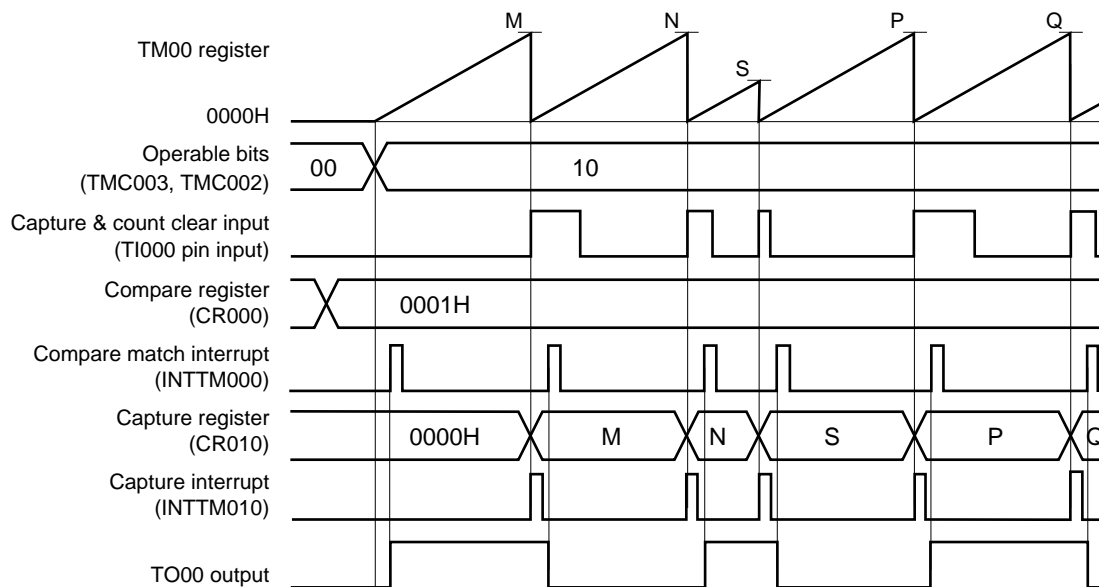 M N P Q
S
TM00 register
0000H
Operable bits
(TMC003, TMC002)
00 10
Capture & count clear input
(TI000 pin input)
Compare register
(CR000)
0001H
Compare match interrupt
(INTTM000)
Capture register
(CR010)
0000H M N S P Q
Capture interrupt
(INTTM010)
TO00 output